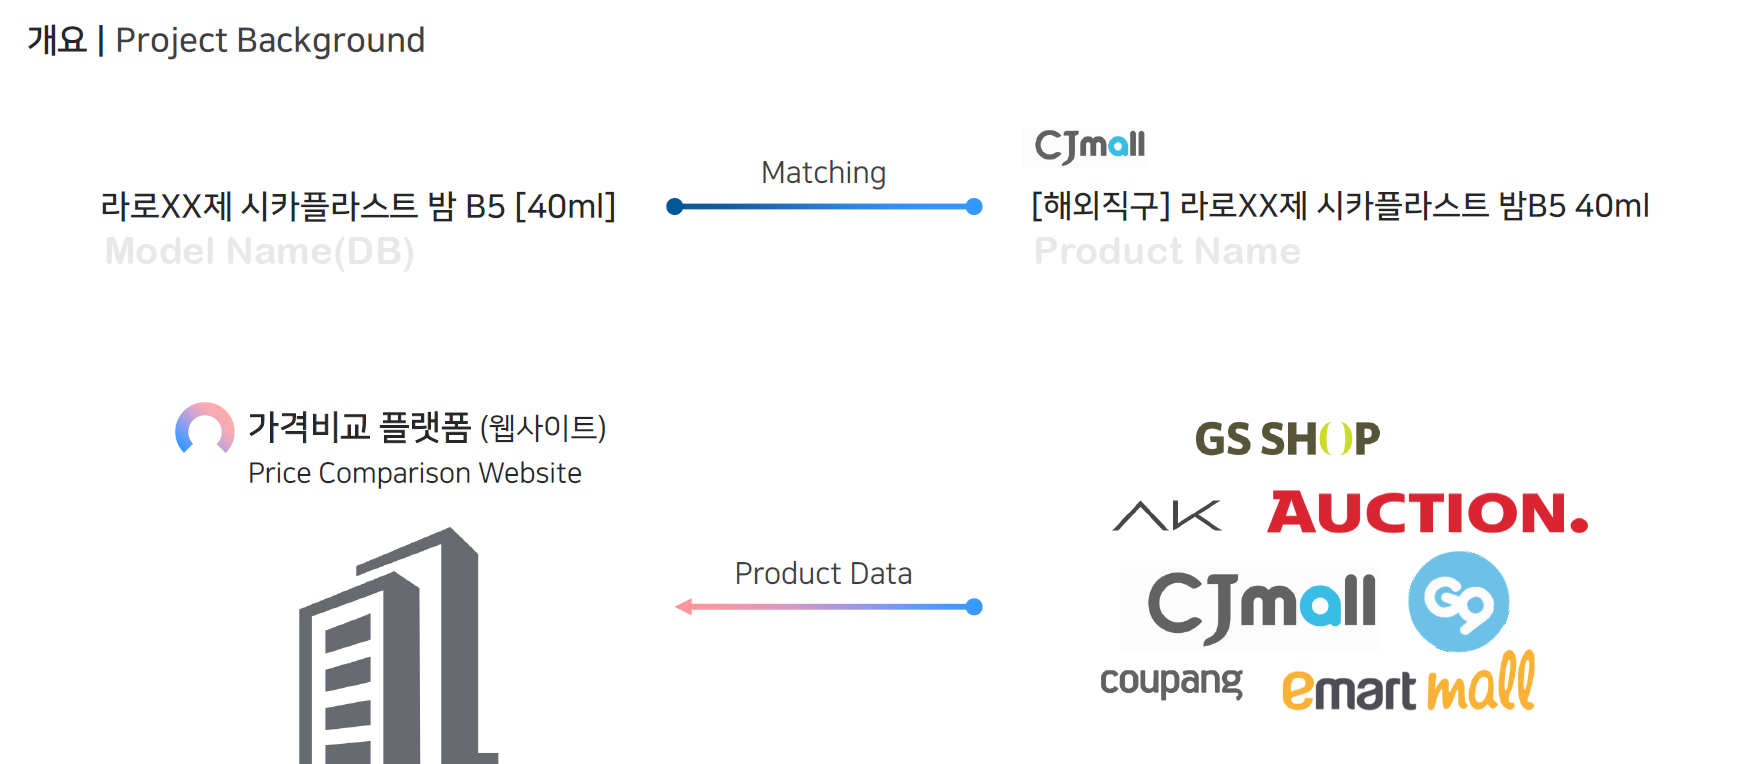 개요 | Project Background
CJmall
Matching
라로XX제 시카플라스트 밤 B5 [40ml]
[해외직구] 라로XX제 시카플라스트 밤B5 40ml
Model Name(DB)
Product Name
가격비교 플랫폼 (웹사이트)
Price Comparison Website
GS SHOP
AK
AUCTION.
Product Data
CJmall
G9
coupang
emart mall